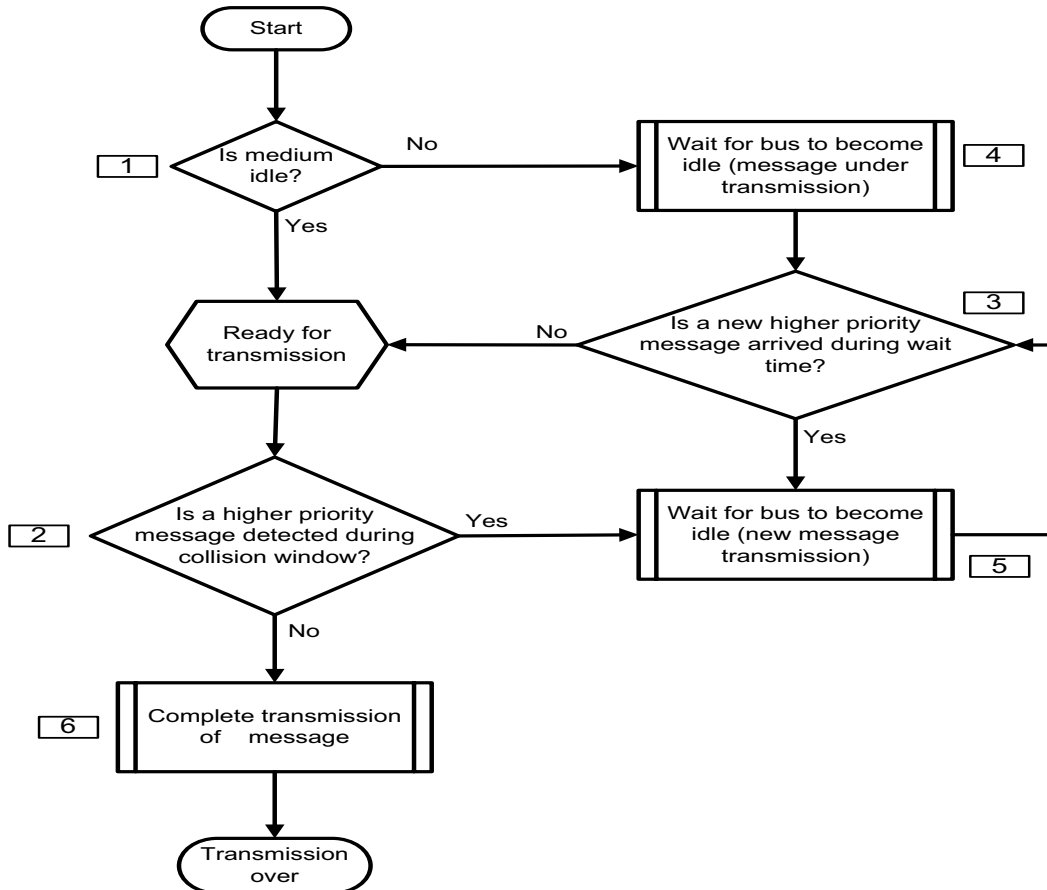 Start
1
Is medium
idle?
No
Wait for bus to become
idle (message under
transmission)
4
Yes
3
Ready for
transmission
No
Is a new higher priority
message arrived during wait
time?
Yes
2
Is a higher priority
message detected during
collision window?
Yes
Wait for bus to become
idle (new message
transmission)
5
No
6
Complete transmission
of message
Transmission
over